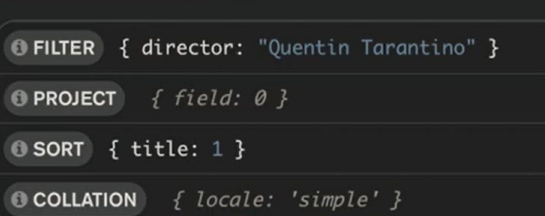 FILTER { director: "Quentin Tarantino" }
PROJECT { field: 0 }
SORT { title: 1 }
COLLATION { locale: 'simple' }